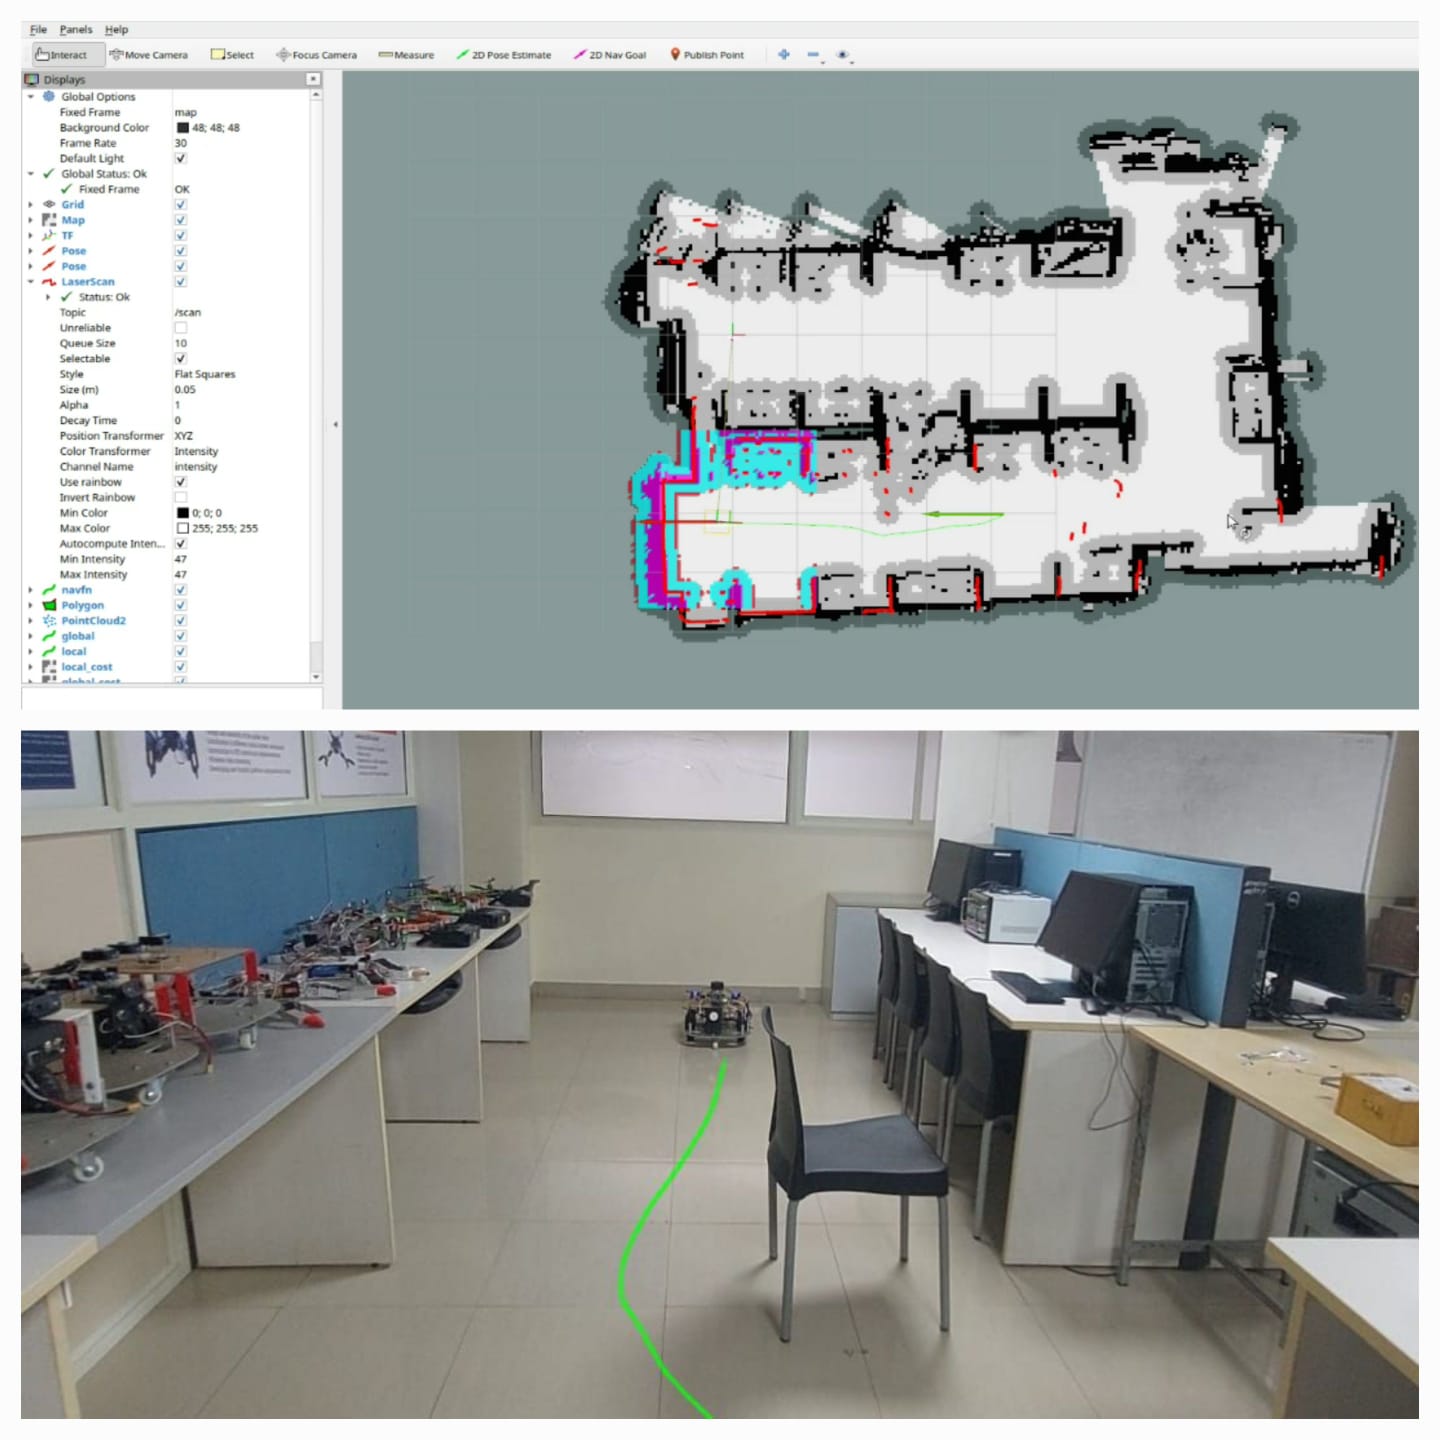 File Panels Help
Interact Move Camera Select Focus Camera Measure 2D Pose Estimate 2D Nav Goal Publish Point
Displays
Global Options
Fixed Frame map
Background Color 48; 48; 48
Frame Rate 30
Default Light
Global Status: Ok
Fixed Frame OK
Grid
Map
TF
Pose
Pose
LaserScan
Status: Ok
Topic /scan
Unreliable
Queue Size 10
Selectable
Style Flat Squares
Size (m) 0.05
Alpha 1
Decay Time 0
Position Transformer XYZ
Color Transformer Intensity
Channel Name intensity
Use rainbow
Invert Rainbow
Min Color 0; 0; 0
Max Color 255; 255; 255
Autocompute Inten...
Min Intensity 47
Max Intensity 47
navfn
Polygon
PointCloud2
global
local
local_cost
global_cost